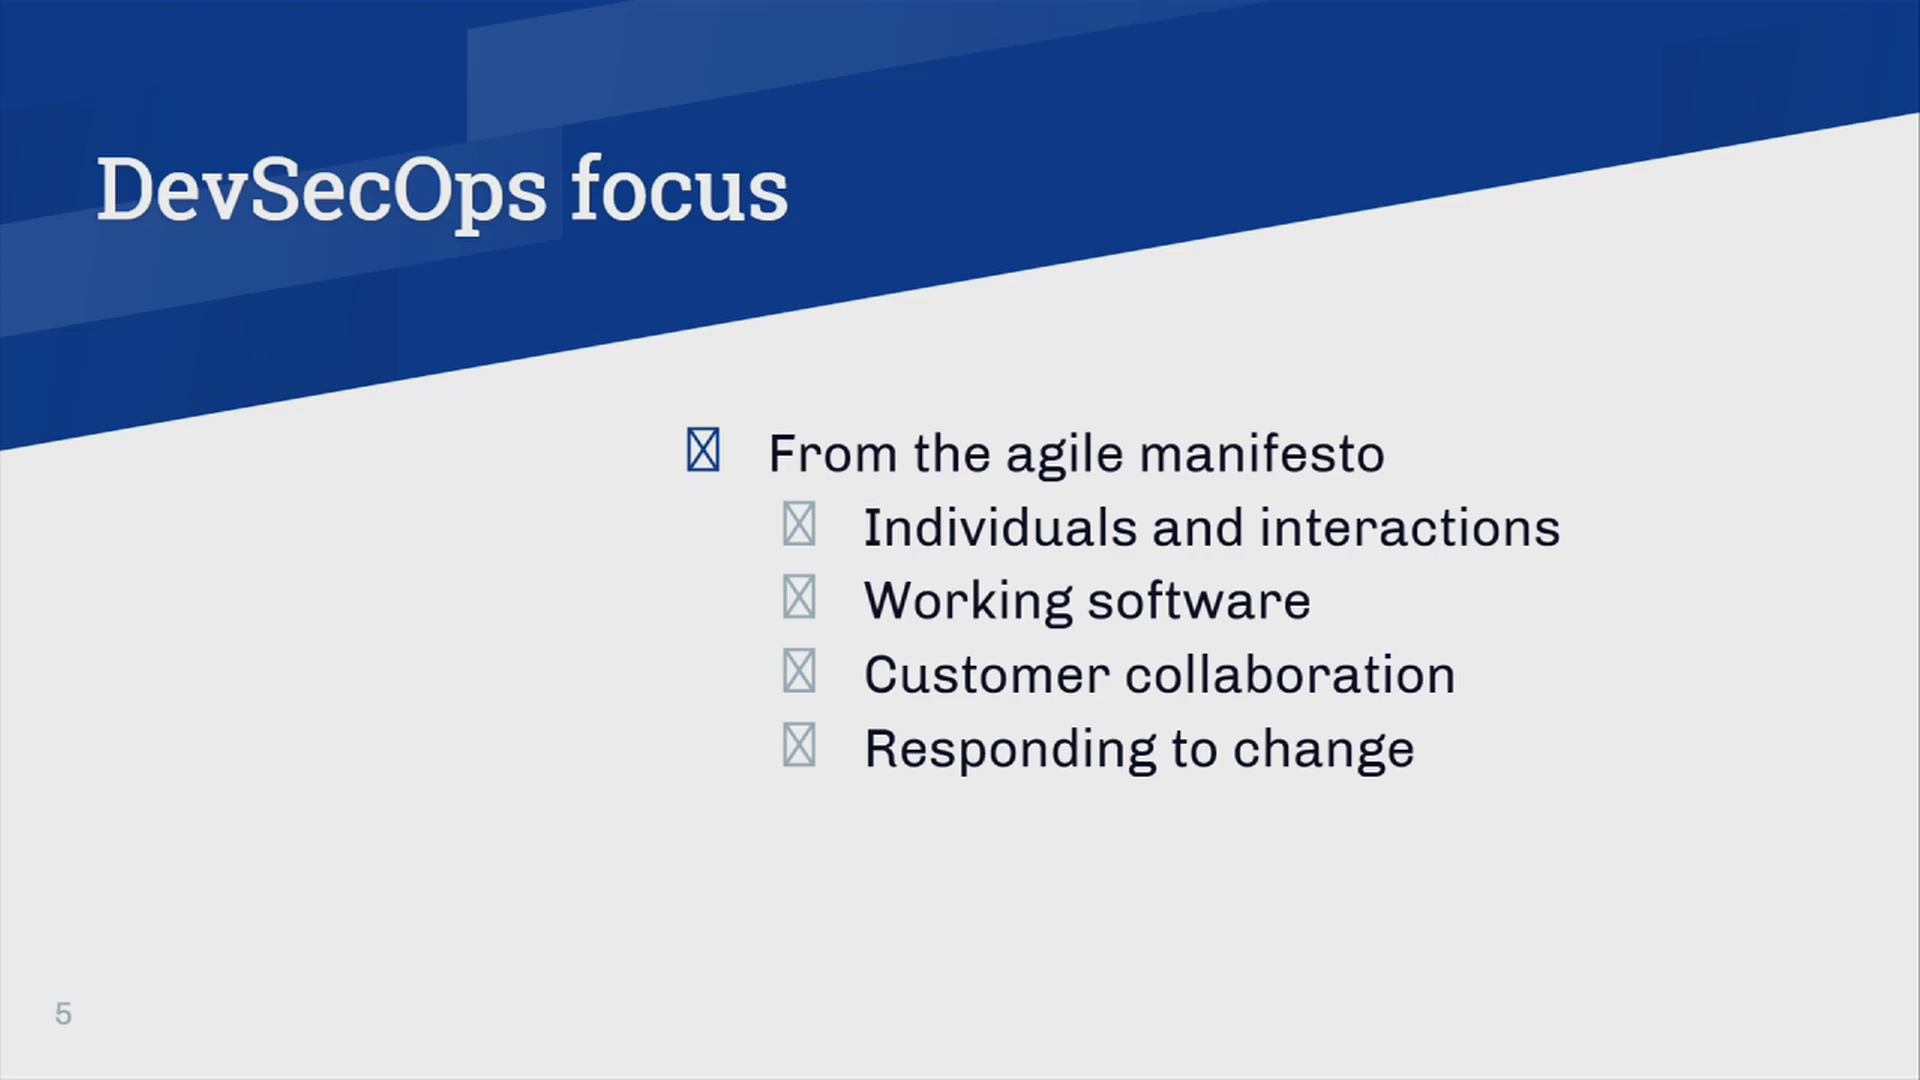 DevSecOps focus
From the agile manifesto
Individuals and interactions
Working software
Customer collaboration
Responding to change
5